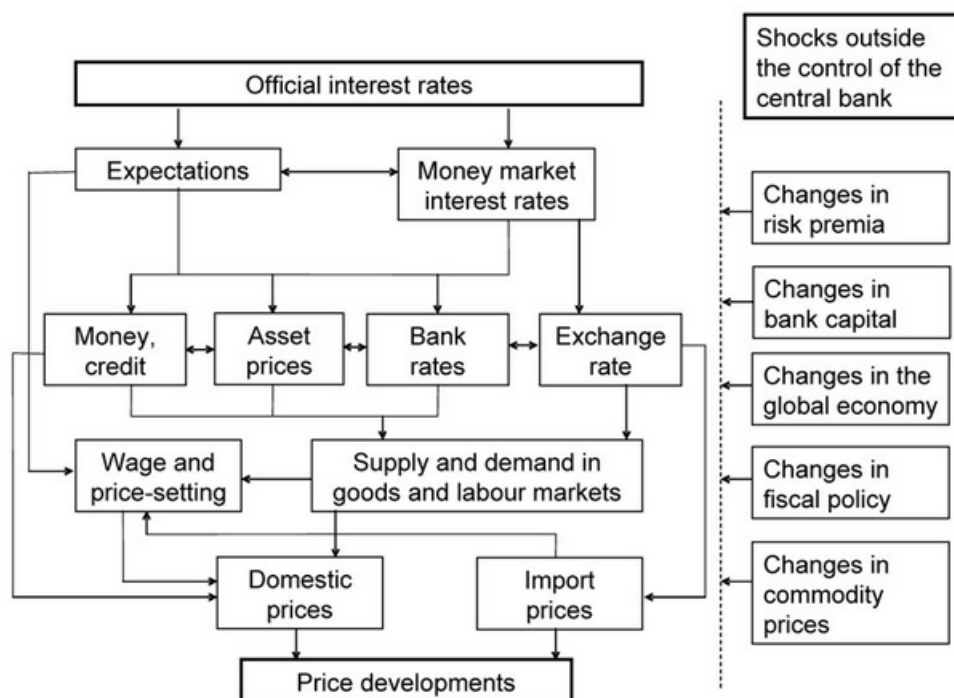 Official interest rates
Expectations
Money market
interest rates
Money,
credit
Asset
prices
Bank
rates
Exchange
rate
Wage and
price-setting
Supply and demand in
goods and labour markets
Domestic
prices
Import
prices
Price developments
Shocks outside
the control of the
central bank
Changes in
risk premia
Changes in
bank capital
Changes in the
global economy
Changes in
fiscal policy
Changes in
commodity
prices